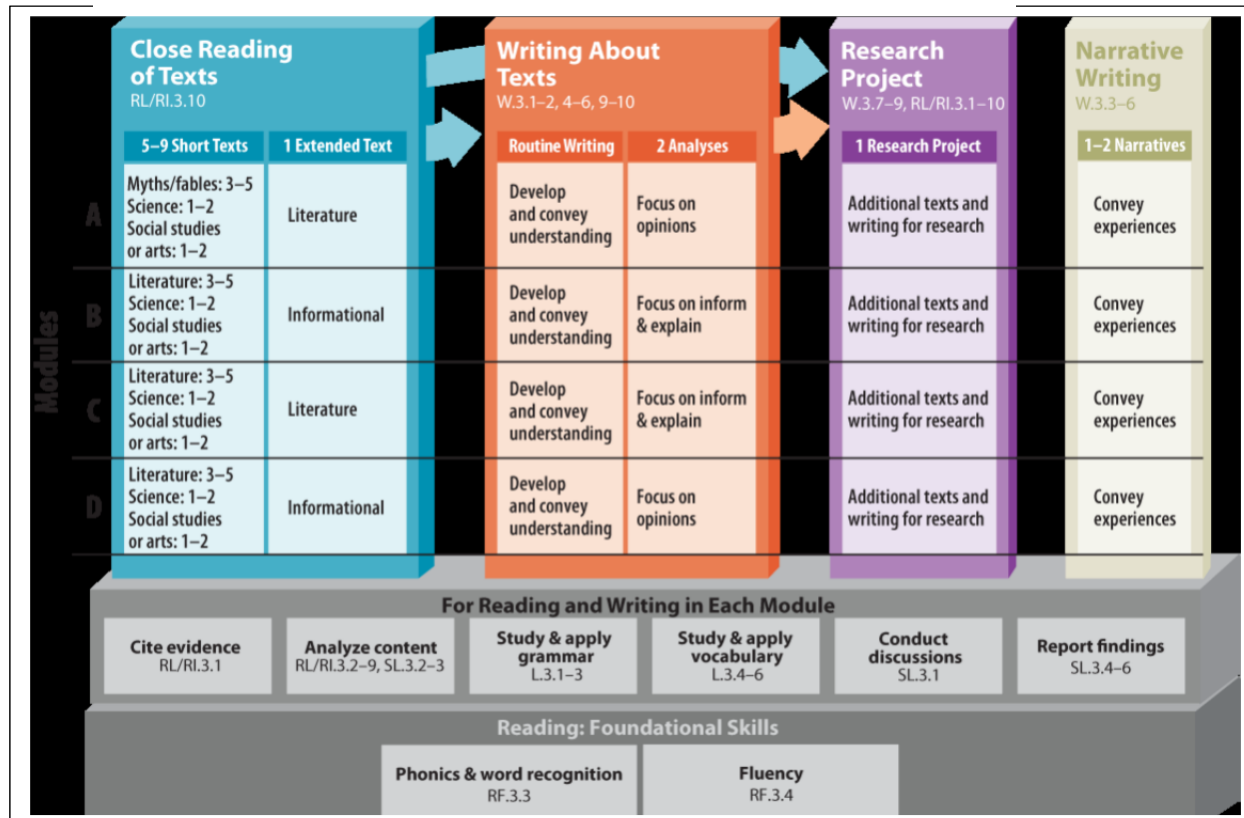 Close Reading
of Texts
RL/RI.3.10
5–9 Short Texts
1 Extended Text
Writing About
Texts
W.3.1–2, 4–6, 9–10
Routine Writing
2 Analyses
Research
Project
W.3.7–9, RL/RI.3.1–10
1 Research Project
Narrative
Writing
W.3.3–6
1–2 Narratives
Modules
A
Myths/fables: 3–5
Science: 1–2
Social studies
or arts: 1–2
Literature
Develop
and convey
understanding
Focus on
opinions
Additional texts and
writing for research
Convey
experiences
B
Literature: 3–5
Science: 1–2
Social studies
or arts: 1–2
Informational
Develop
and convey
understanding
Focus on inform
& explain
Additional texts and
writing for research
Convey
experiences
C
Literature: 3–5
Science: 1–2
Social studies
or arts: 1–2
Literature
Develop
and convey
understanding
Focus on inform
& explain
Additional texts and
writing for research
Convey
experiences
D
Literature: 3–5
Science: 1–2
Social studies
or arts: 1–2
Informational
Develop
and convey
understanding
Focus on
opinions
Additional texts and
writing for research
Convey
experiences
For Reading and Writing in Each Module
Cite evidence
RL/RI.3.1
Analyze content
RL/RI.3.2–9, SL.3.2–3
Study & apply
grammar
L.3.1–3
Study & apply
vocabulary
L.3.4–6
Conduct
discussions
SL.3.1
Report findings
SL.3.4–6
Reading: Foundational Skills
Phonics & word recognition
RF.3.3
Fluency
RF.3.4